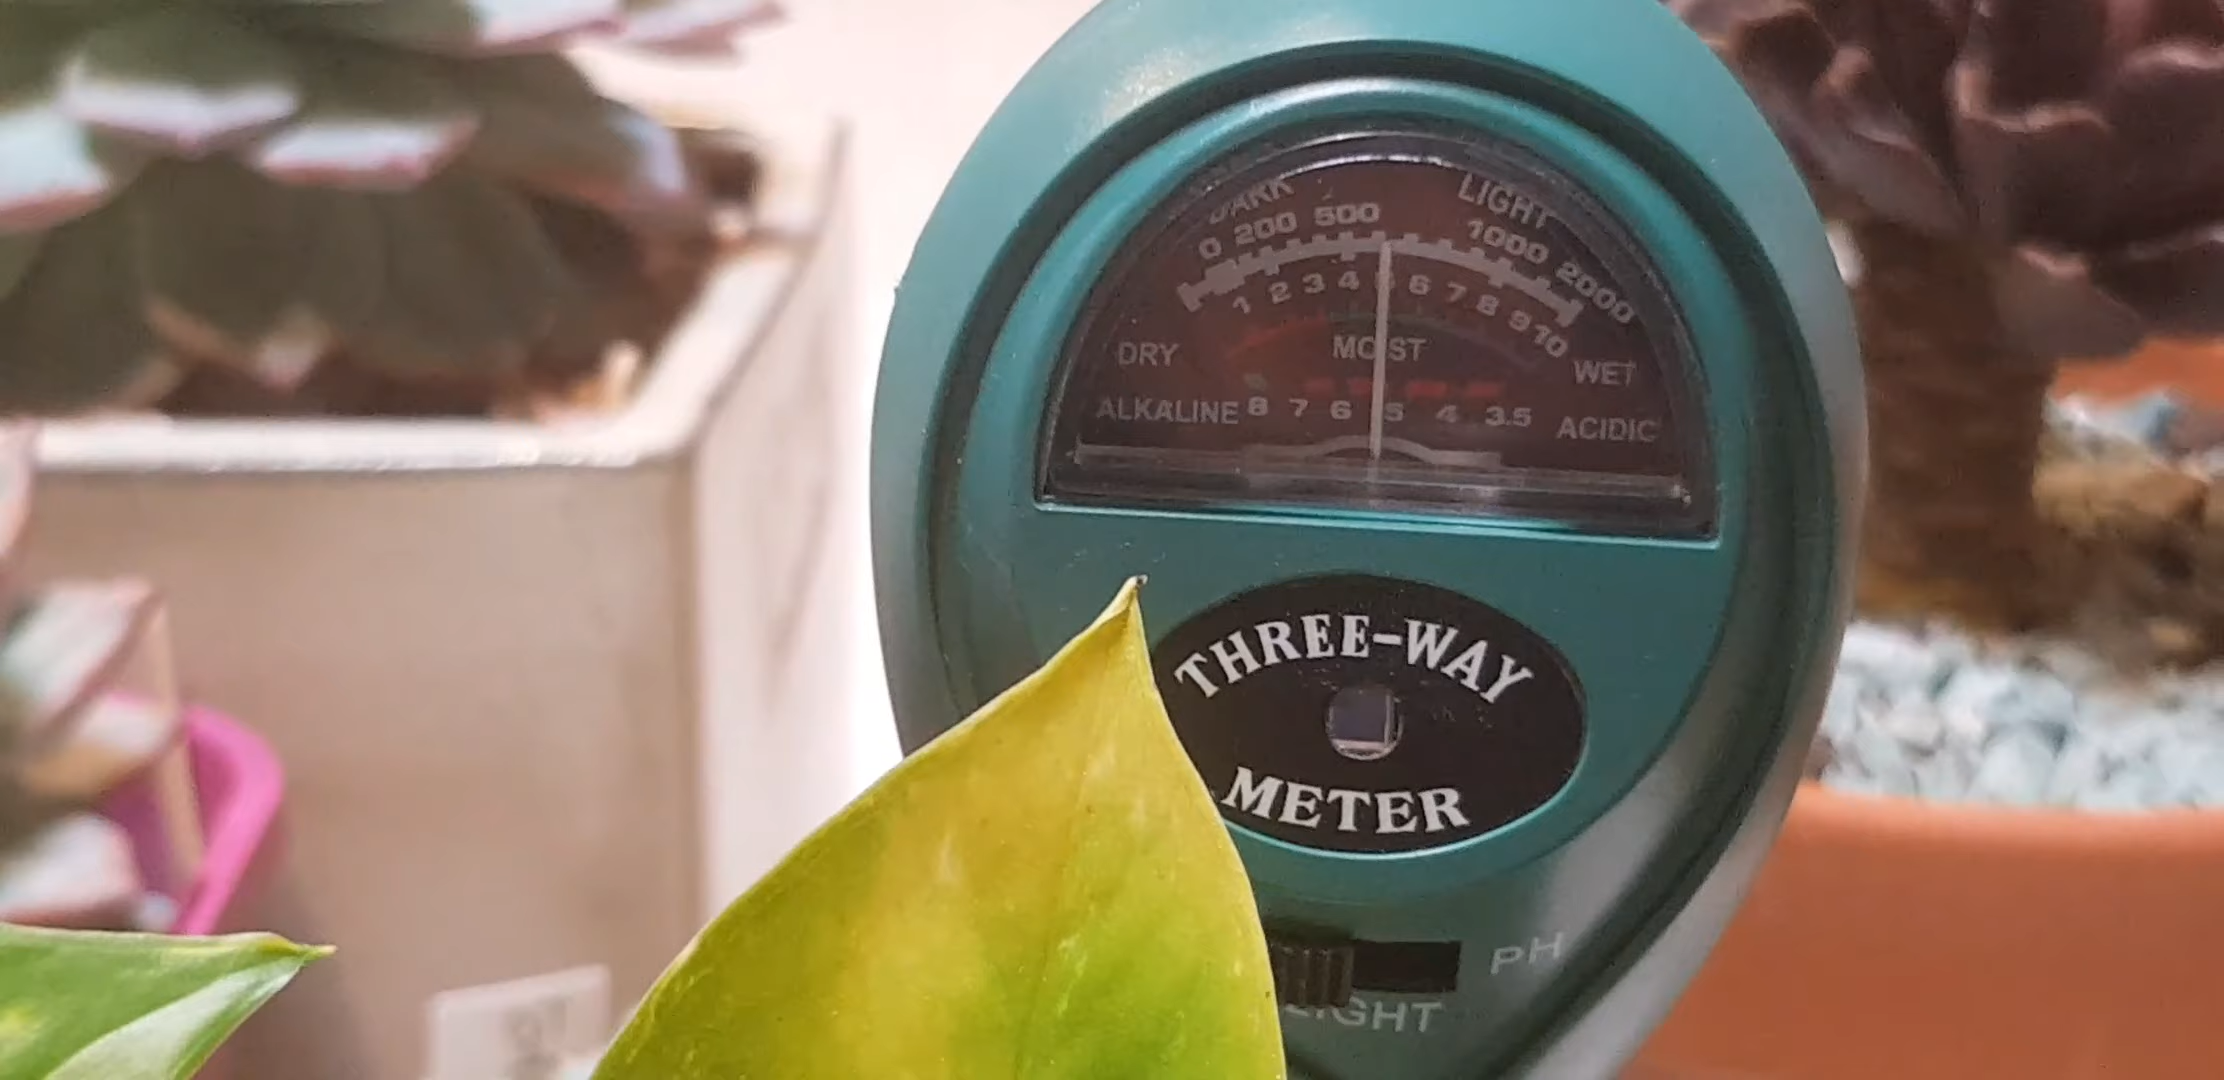 DARK LIGHT
0 200 500 1000 2000
1 2 3 4 6 7 8 9 10
DRY MOIST WET
ALKALINE 8 7 6 5 4 3.5 ACIDIC
THREE-WAY
METER
PH
LIGHT